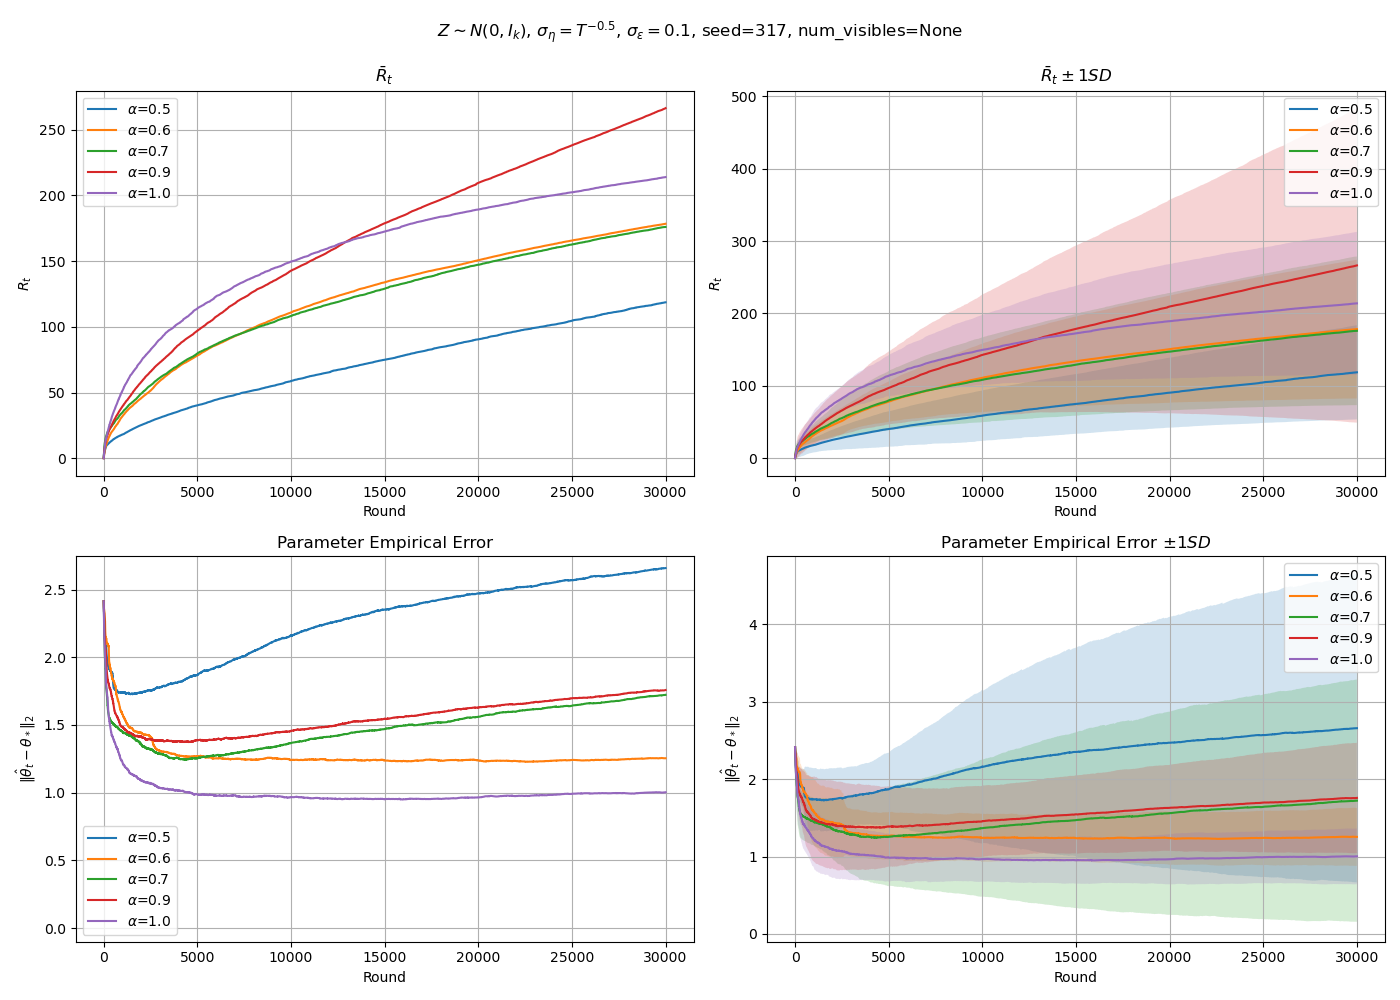 Z ~ N(0, I_k), σ_η = T^{−0.5}, σ_ε = 0.1, seed=317, num_visibles=None
R̄_t
R_t
250
200
150
100
50
0
α=0.5
α=0.6
α=0.7
α=0.9
α=1.0
0 5000 10000 15000 20000 25000 30000
Round
R̄_t ± 1SD
R_t
500
400
300
200
100
0
α=0.5
α=0.6
α=0.7
α=0.9
α=1.0
0 5000 10000 15000 20000 25000 30000
Round
Parameter Empirical Error
‖θ̂_t − θ_*‖_2
2.5
2.0
1.5
1.0
0.5
0.0
α=0.5
α=0.6
α=0.7
α=0.9
α=1.0
0 5000 10000 15000 20000 25000 30000
Round
Parameter Empirical Error ±1SD
‖θ̂_t − θ_*‖_2
4
3
2
1
0
α=0.5
α=0.6
α=0.7
α=0.9
α=1.0
0 5000 10000 15000 20000 25000 30000
Round